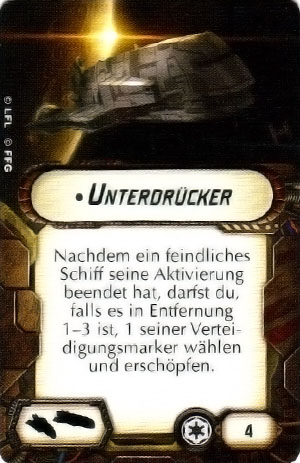 © LFL © FFG
• UNTERDRÜCKER
Nachdem ein feindliches
Schiff seine Aktivierung
beendet hat, darfst du,
falls es in Entfernung
1–3 ist, 1 seiner Vertei-
digungsmarker wählen
und erschöpfen.
4